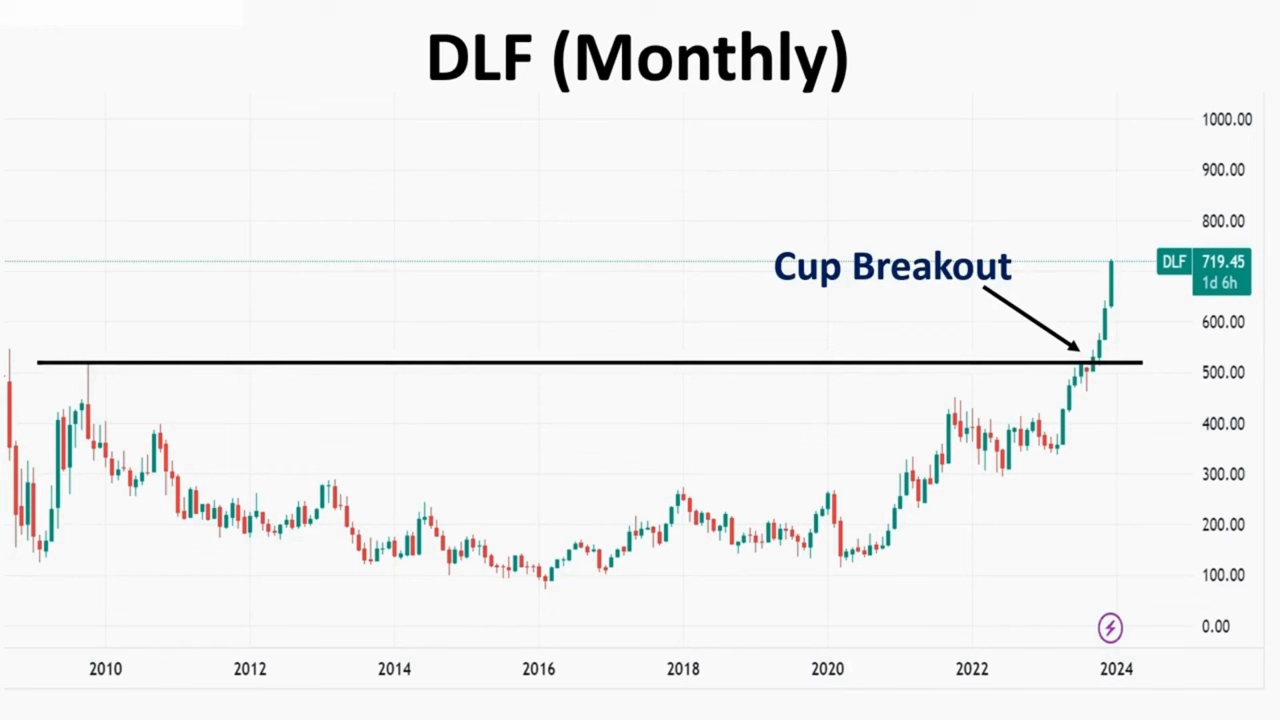 DLF (Monthly)
1000.00
900.00
800.00
Cup Breakout
DLF 719.45
1d 6h
600.00
500.00
400.00
300.00
200.00
100.00
0.00
2010 2012 2014 2016 2018 2020 2022 2024